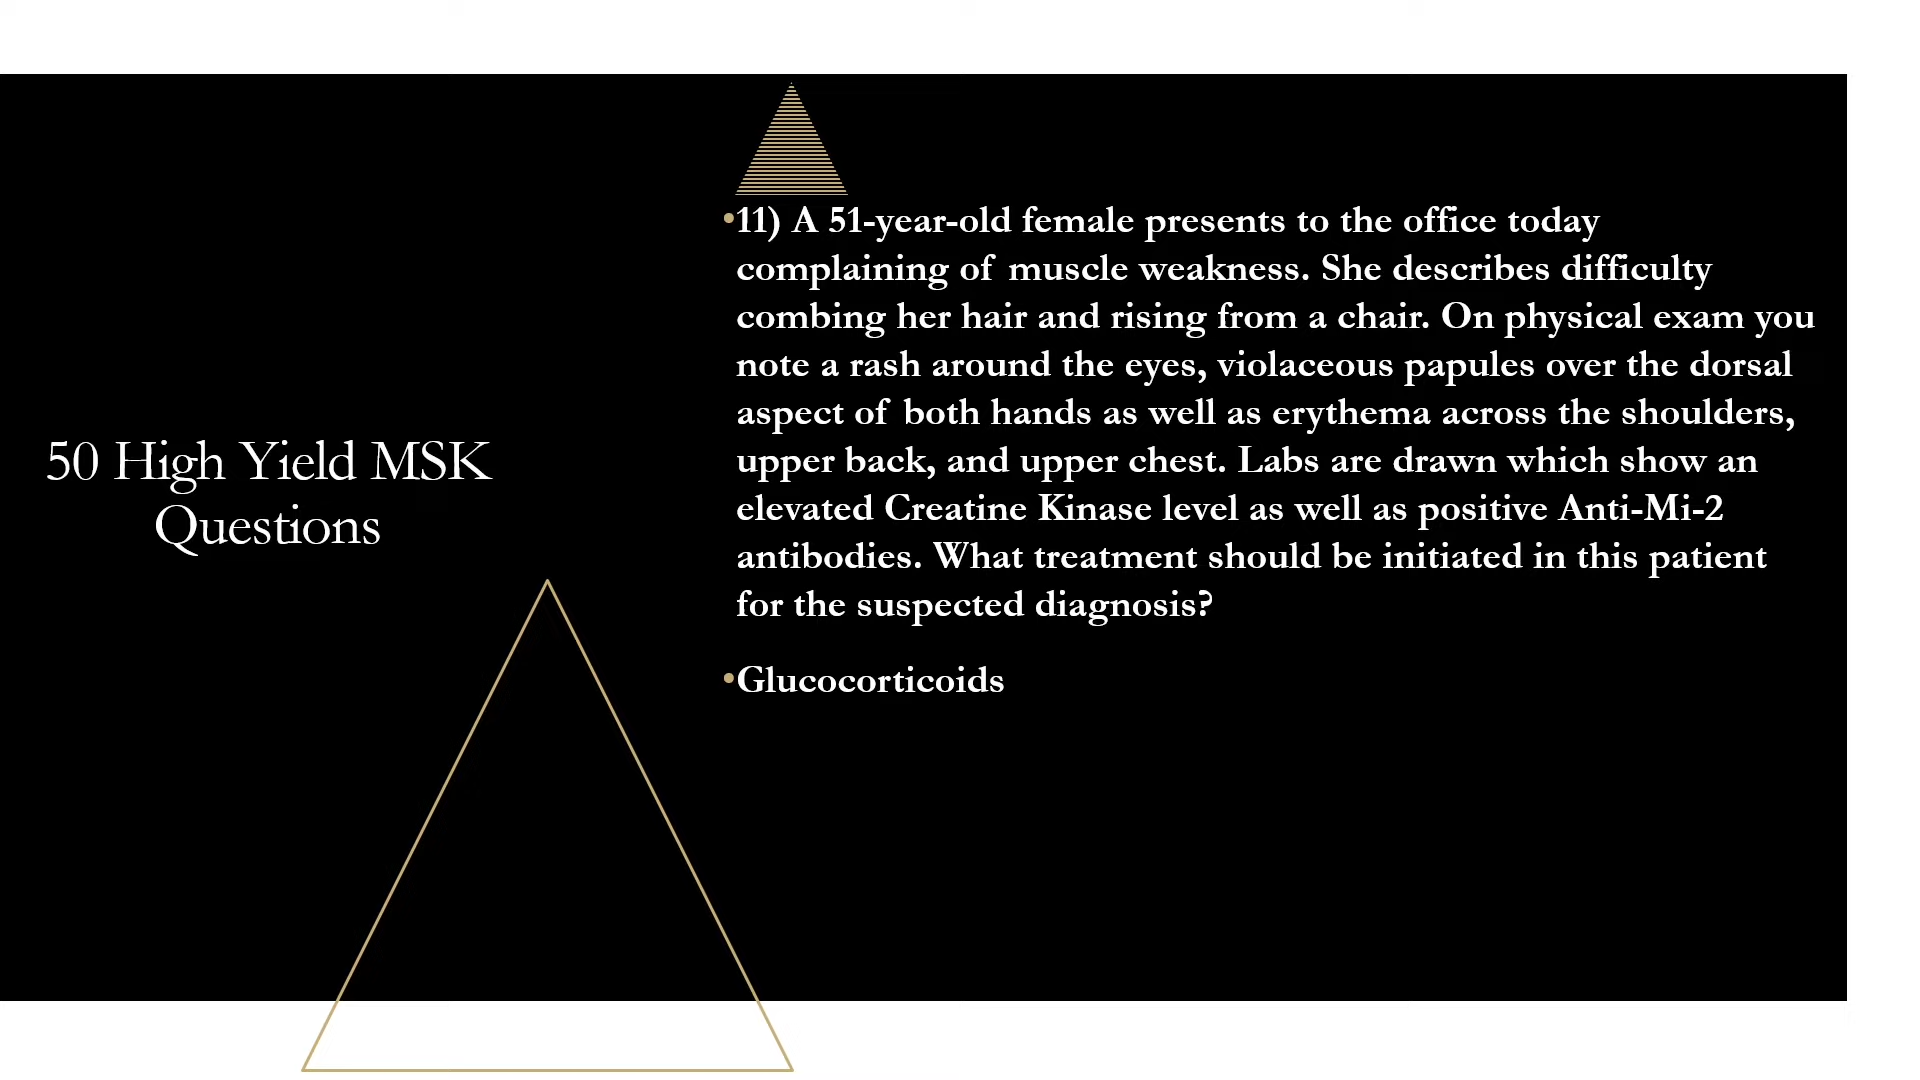 50 High Yield MSK
Questions
•11) A 51-year-old female presents to the office today
complaining of muscle weakness. She describes difficulty
combing her hair and rising from a chair. On physical exam you
note a rash around the eyes, violaceous papules over the dorsal
aspect of both hands as well as erythema across the shoulders,
upper back, and upper chest. Labs are drawn which show an
elevated Creatine Kinase level as well as positive Anti-Mi-2
antibodies. What treatment should be initiated in this patient
for the suspected diagnosis?
•Glucocorticoids